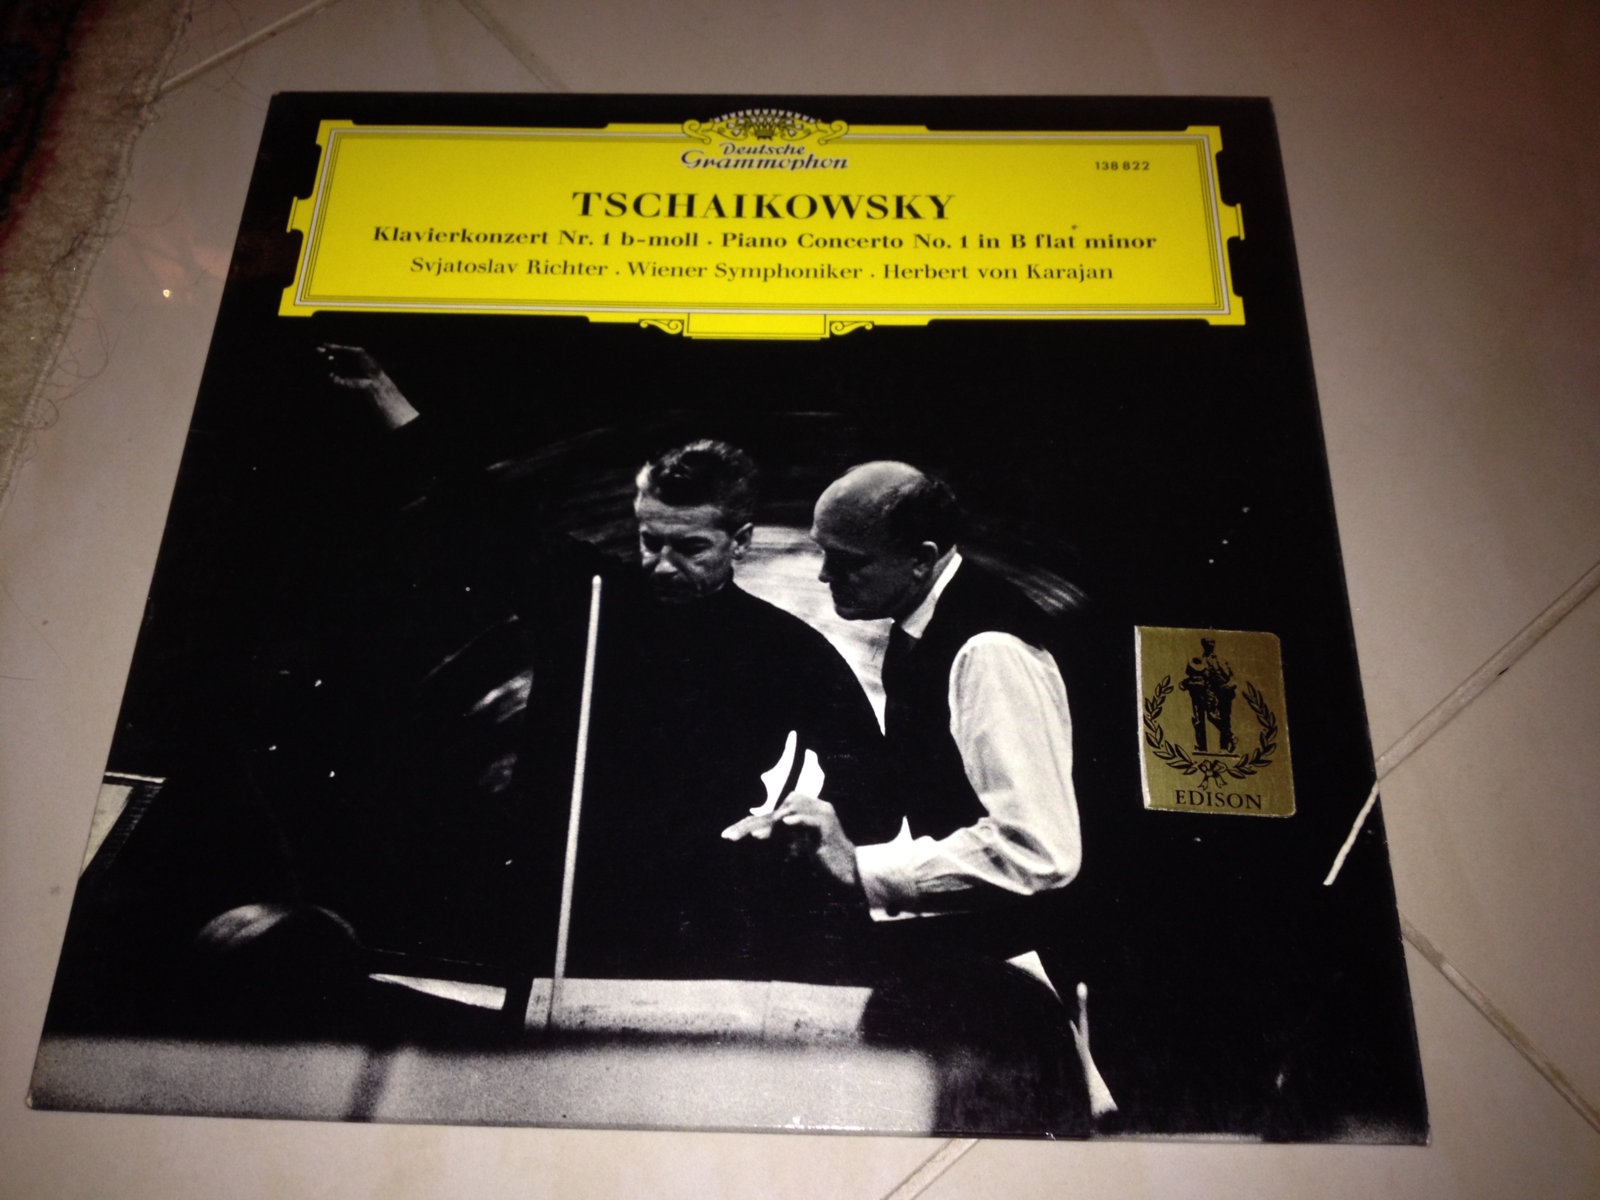 Deutsche
Grammophon
138 822
TSCHAIKOWSKY
Klavierkonzert Nr. 1 b-moll · Piano Concerto No. 1 in B flat minor
Svjatoslav Richter · Wiener Symphoniker · Herbert von Karajan
EDISON